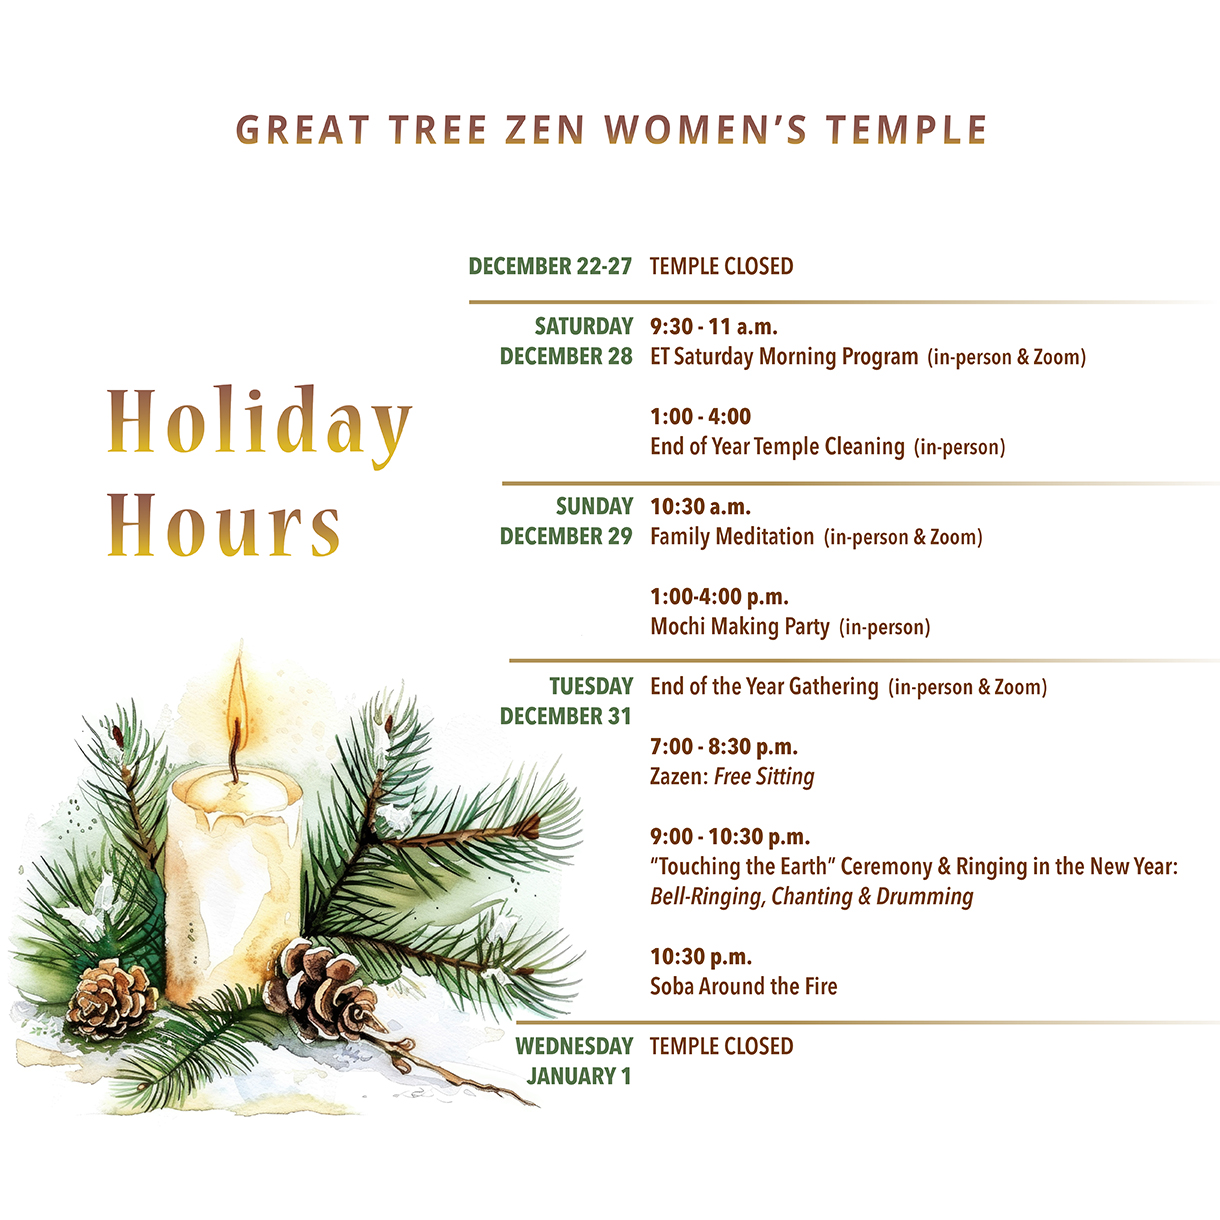 GREAT TREE ZEN WOMEN’S TEMPLE
Holiday
Hours
DECEMBER 22-27 TEMPLE CLOSED
SATURDAY 9:30 - 11 a.m.
DECEMBER 28 ET Saturday Morning Program (in-person & Zoom)
1:00 - 4:00
End of Year Temple Cleaning (in-person)
SUNDAY 10:30 a.m.
DECEMBER 29 Family Meditation (in-person & Zoom)
1:00-4:00 p.m.
Mochi Making Party (in-person)
TUESDAY End of the Year Gathering (in-person & Zoom)
DECEMBER 31
7:00 - 8:30 p.m.
Zazen: Free Sitting
9:00 - 10:30 p.m.
“Touching the Earth” Ceremony & Ringing in the New Year:
Bell-Ringing, Chanting & Drumming
10:30 p.m.
Soba Around the Fire
WEDNESDAY TEMPLE CLOSED
JANUARY 1